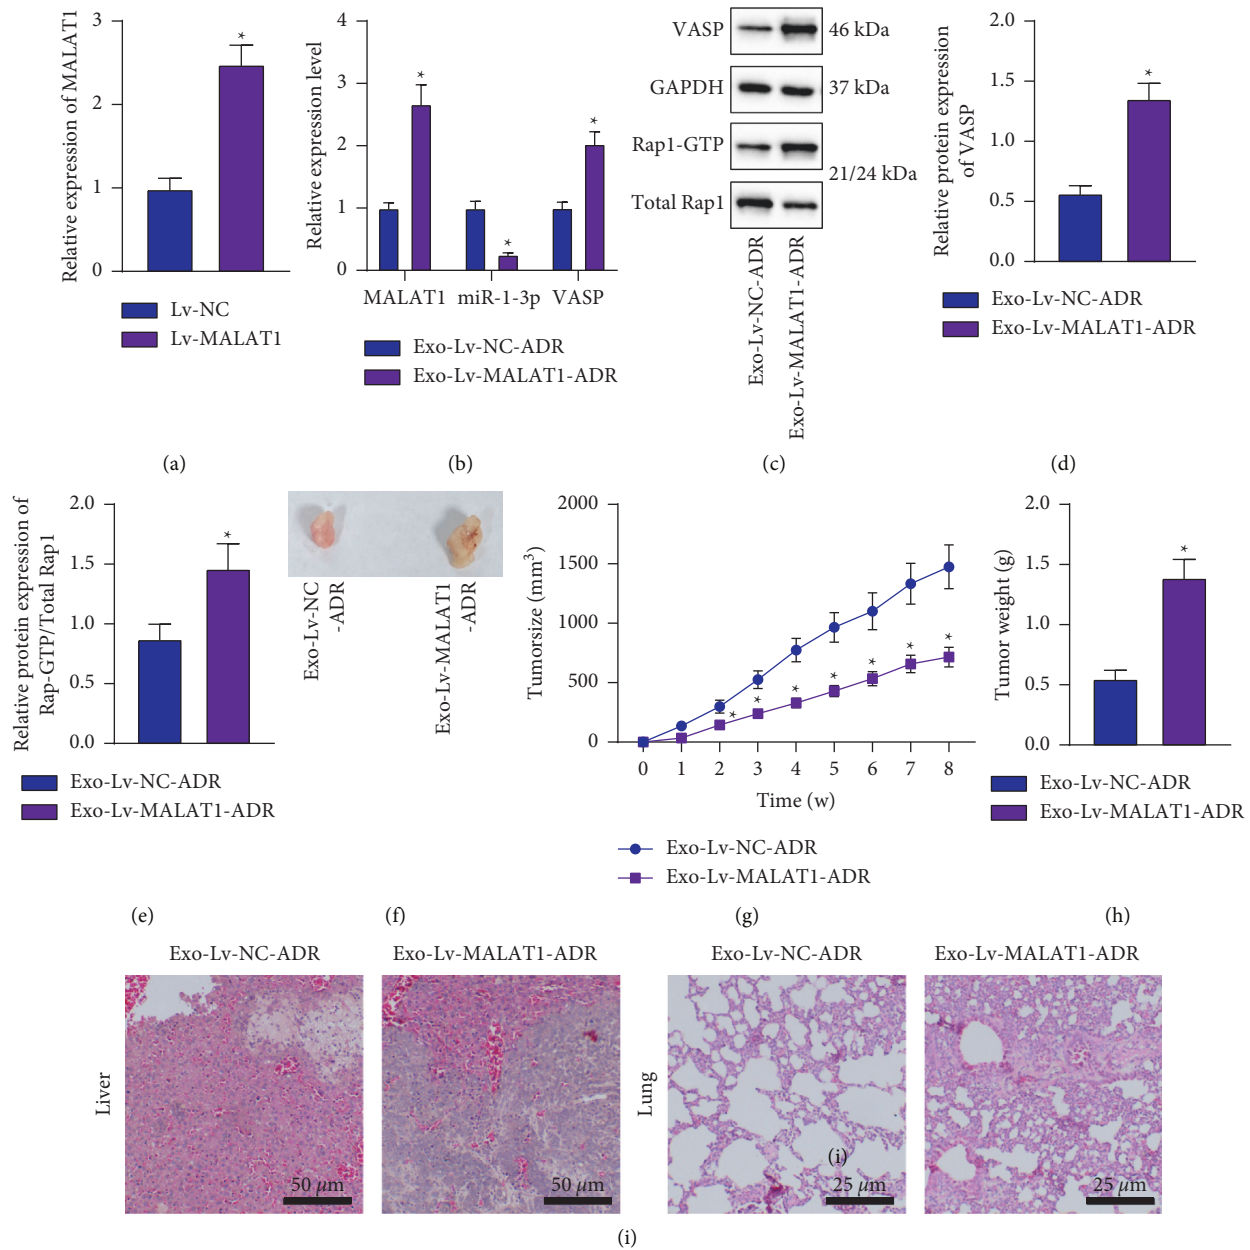 Relative expression of MALAT1
3
2
1
0
*
Lv-NC
Lv-MALAT1
(a)
Relative expression level
4
3
2
1
0
*
*
*
MALAT1 miR-1-3p VASP
Exo-Lv-NC-ADR
Exo-Lv-MALAT1-ADR
(b)
VASP 46 kDa
GAPDH 37 kDa
Rap1-GTP
21/24 kDa
Total Rap1
Exo-Lv-NC-ADR
Exo-Lv-MALAT1-ADR
(c)
Relative protein expression
of VASP
2.0
1.5
1.0
0.5
0.0
*
Exo-Lv-NC-ADR
Exo-Lv-MALAT1-ADR
(d)
Relative protein expression of
Rap-GTP/Total Rap1
2.0
1.5
1.0
0.5
0.0
*
Exo-Lv-NC-ADR
Exo-Lv-MALAT1-ADR
(e)
Exo-Lv-NC
-ADR
Exo-Lv-MALAT1
-ADR
(f)
Tumorsize (mm³)
2000
1500
1000
500
0
* * * * * * *
0 1 2 3 4 5 6 7 8
Time (w)
Exo-Lv-NC-ADR
Exo-Lv-MALAT1-ADR
(g)
Tumor weight (g)
2.0
1.5
1.0
0.5
0.0
*
Exo-Lv-NC-ADR
Exo-Lv-MALAT1-ADR
(h)
Exo-Lv-NC-ADR Exo-Lv-MALAT1-ADR Exo-Lv-NC-ADR Exo-Lv-MALAT1-ADR
Liver
50 µm
50 µm
Lung
(i)
25 µm
25 µm
(i)